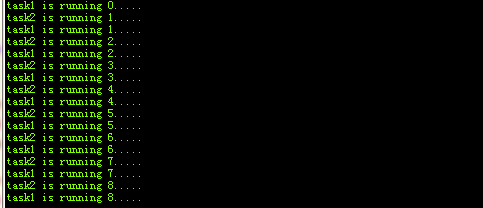 task1 is running 0.....
task2 is running 1.....
task1 is running 1.....
task2 is running 2.....
task1 is running 2.....
task2 is running 3.....
task1 is running 3.....
task2 is running 4.....
task1 is running 4.....
task2 is running 5.....
task1 is running 5.....
task2 is running 6.....
task1 is running 6.....
task2 is running 7.....
task1 is running 7.....
task2 is running 8.....
task1 is running 8.....